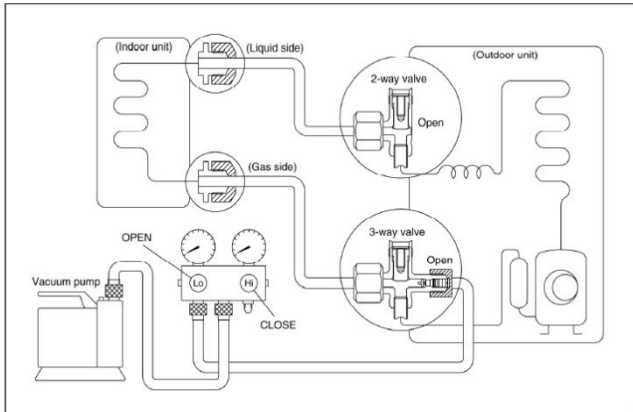 (Indoor unit)
(Liquid side)
(Outdoor unit)
2-way valve
Open
(Gas side)
3-way valve
Open
OPEN
Lo
Hi
CLOSE
Vacuum pump